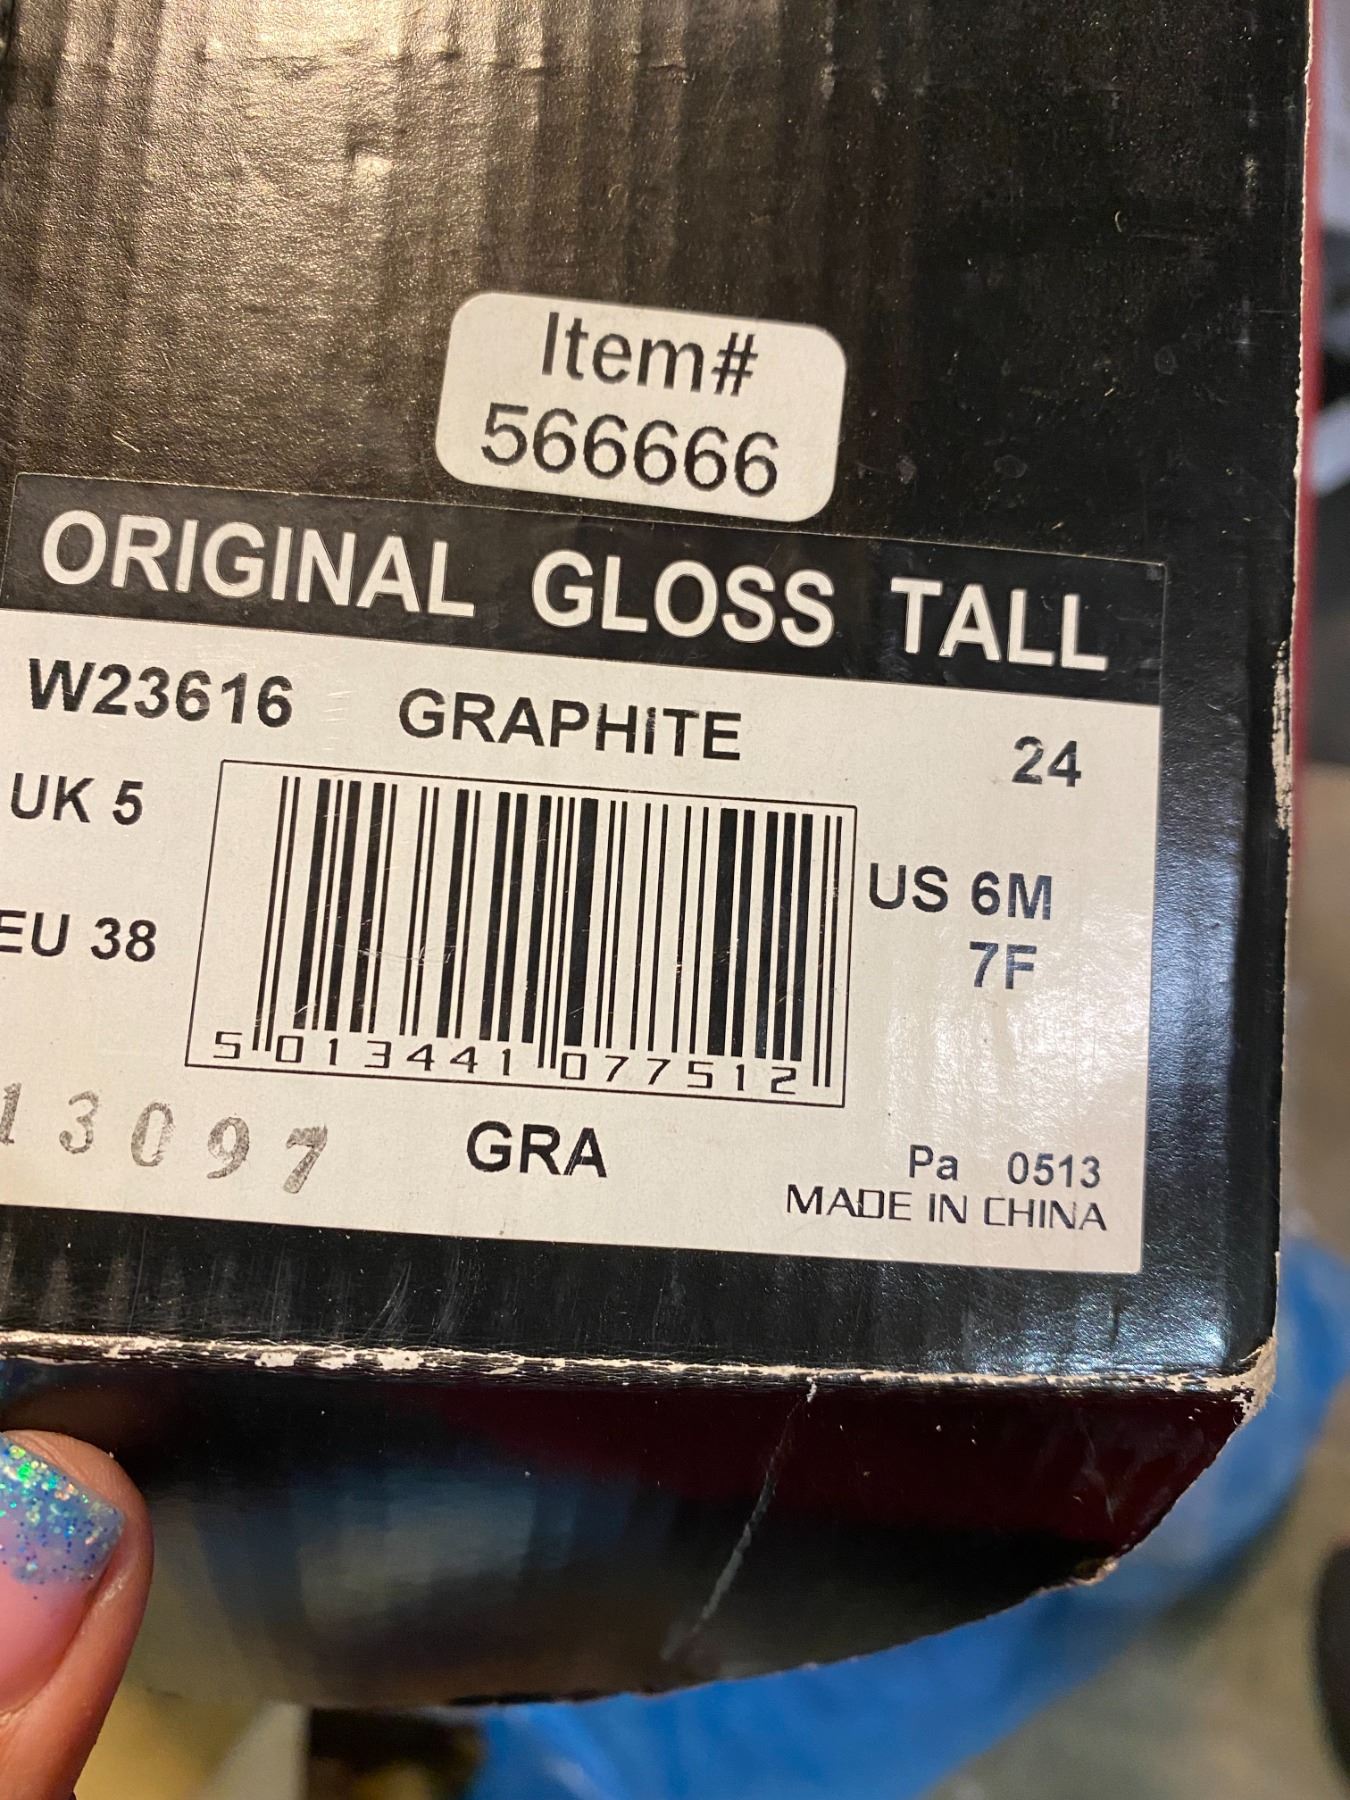 Item#
566666
ORIGINAL GLOSS TALL
W23616 GRAPHITE 24
UK 5
US 6M
EU 38
7F
5 013441 077512
13097
GRA
Pa 0513
MADE IN CHINA